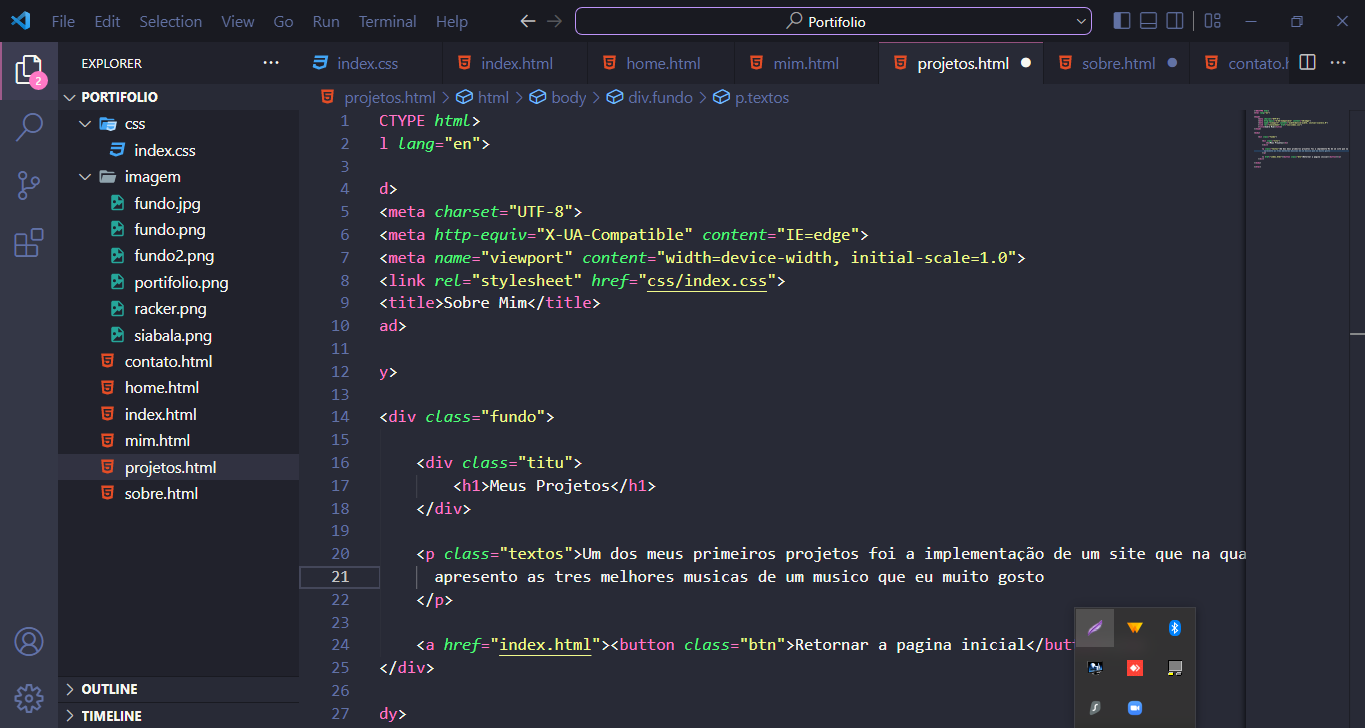 File Edit Selection View Go Run Terminal Help
Portifolio
EXPLORER
index.css index.html home.html mim.html projetos.html sobre.html contato.h
2
PORTIFOLIO
projetos.html > html > body > div.fundo > p.textos
css
index.css
imagem
fundo.jpg
fundo.png
fundo2.png
portifolio.png
racker.png
siabala.png
contato.html
home.html
index.html
mim.html
projetos.html
sobre.html
OUTLINE
TIMELINE
1 CTYPE html>
2 l lang="en">
3
4 d>
5 <meta charset="UTF-8">
6 <meta http-equiv="X-UA-Compatible" content="IE=edge">
7 <meta name="viewport" content="width=device-width, initial-scale=1.0">
8 <link rel="stylesheet" href="css/index.css">
9 <title>Sobre Mim</title>
10 ad>
11
12 y>
13
14 <div class="fundo">
15
16 <div class="titu">
17 <h1>Meus Projetos</h1>
18 </div>
19
20 <p class="textos">Um dos meus primeiros projetos foi a implementação de um site que na qua
21 apresento as tres melhores musicas de um musico que eu muito gosto
22 </p>
23
24 <a href="index.html"><button class="btn">Retornar a pagina inicial</but
25 </div>
26
27 dy>